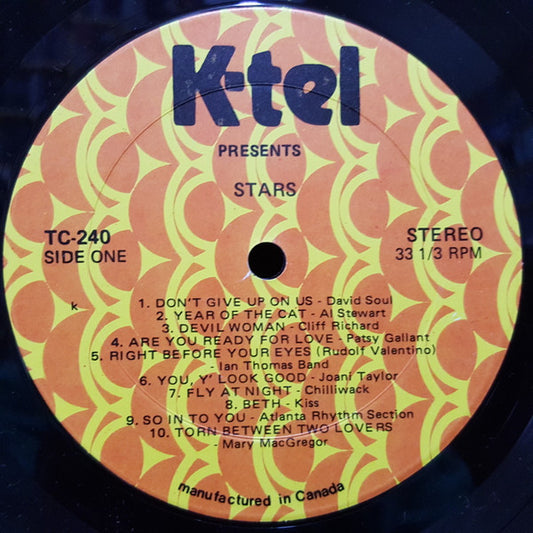 K-tel
PRESENTS
STARS
TC-240
SIDE ONE
STEREO
33 1/3 RPM
k
1. DON'T GIVE UP ON US - David Soul
2. YEAR OF THE CAT - Al Stewart
3. DEVIL WOMAN - Cliff Richard
4. ARE YOU READY FOR LOVE - Patsy Gallant
5. RIGHT BEFORE YOUR EYES (Rudolf Valentino)
- Ian Thomas Band
6. YOU, Y' LOOK GOOD - Joani Taylor
7. FLY AT NIGHT - Chilliwack
8. BETH - Kiss
9. SO IN TO YOU - Atlanta Rhythm Section
10. TORN BETWEEN TWO LOVERS
- Mary MacGregor
manufactured in Canada